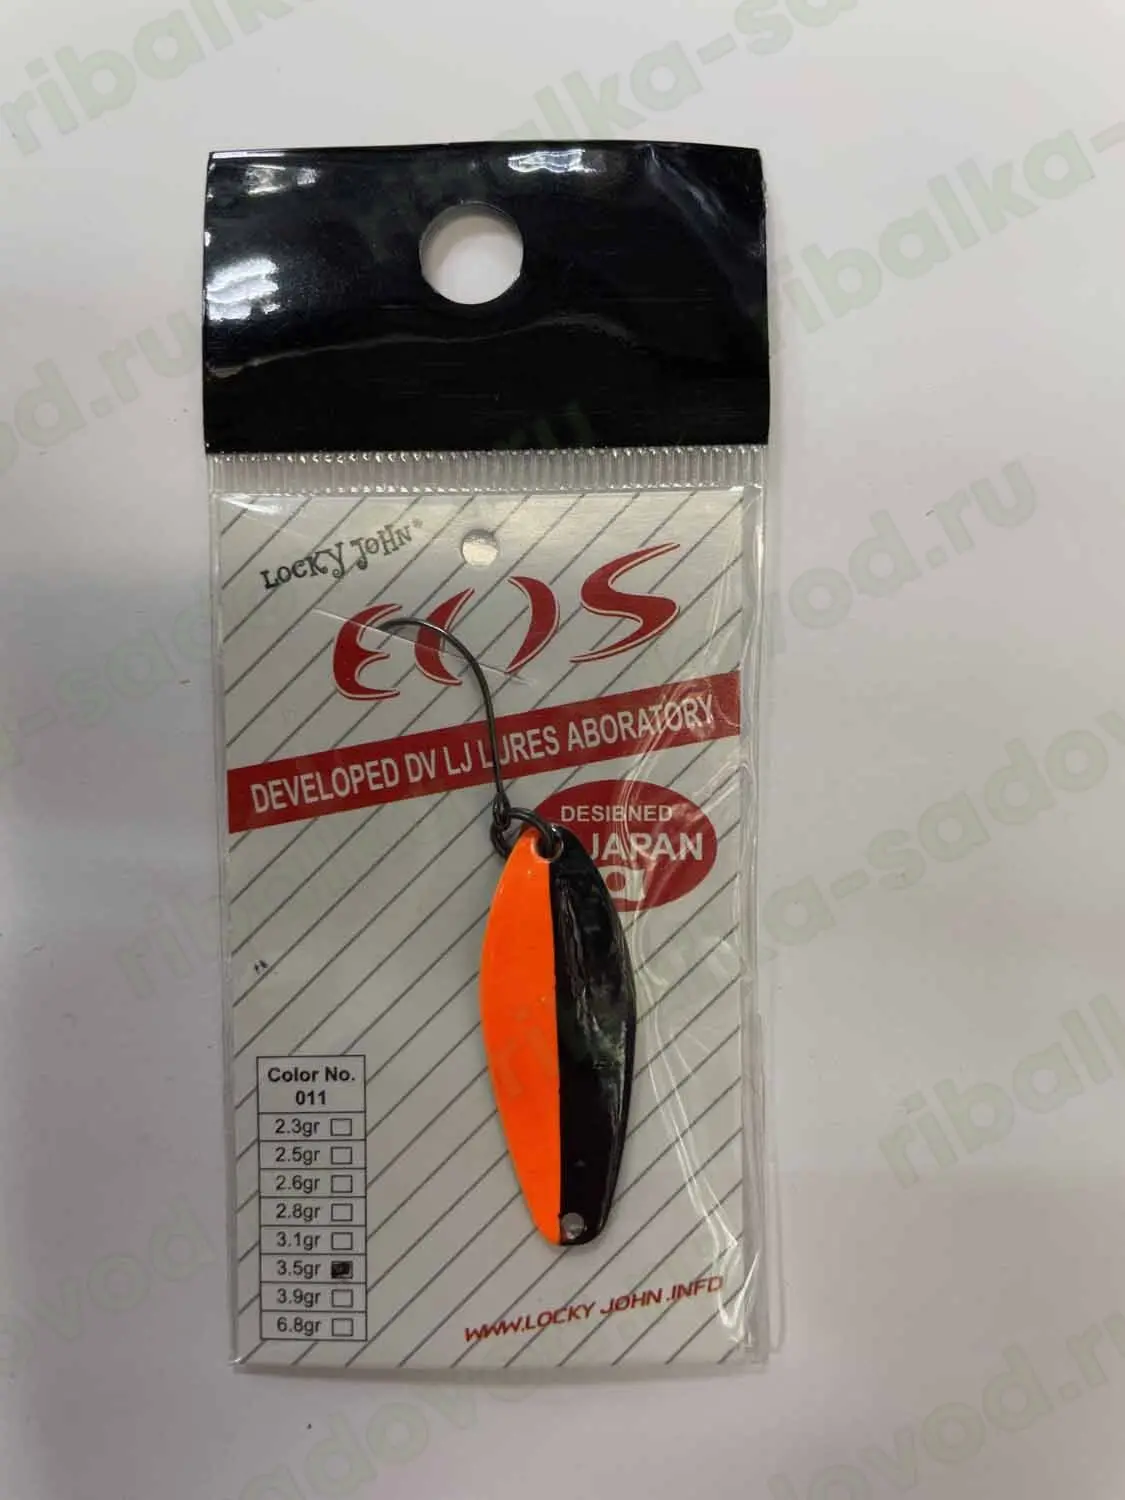 LOCKY JOHN®
EOS
DEVELOPED DV LJ LURES ABORATORY
DESIBNED
JAPAN
Color No.
011
2.3gr
2.5gr
2.6gr
2.8gr
3.1gr
3.5gr
3.9gr
6.8gr
WWW.LOCKY JOHN.INFD
ribalka-sadovod.ru